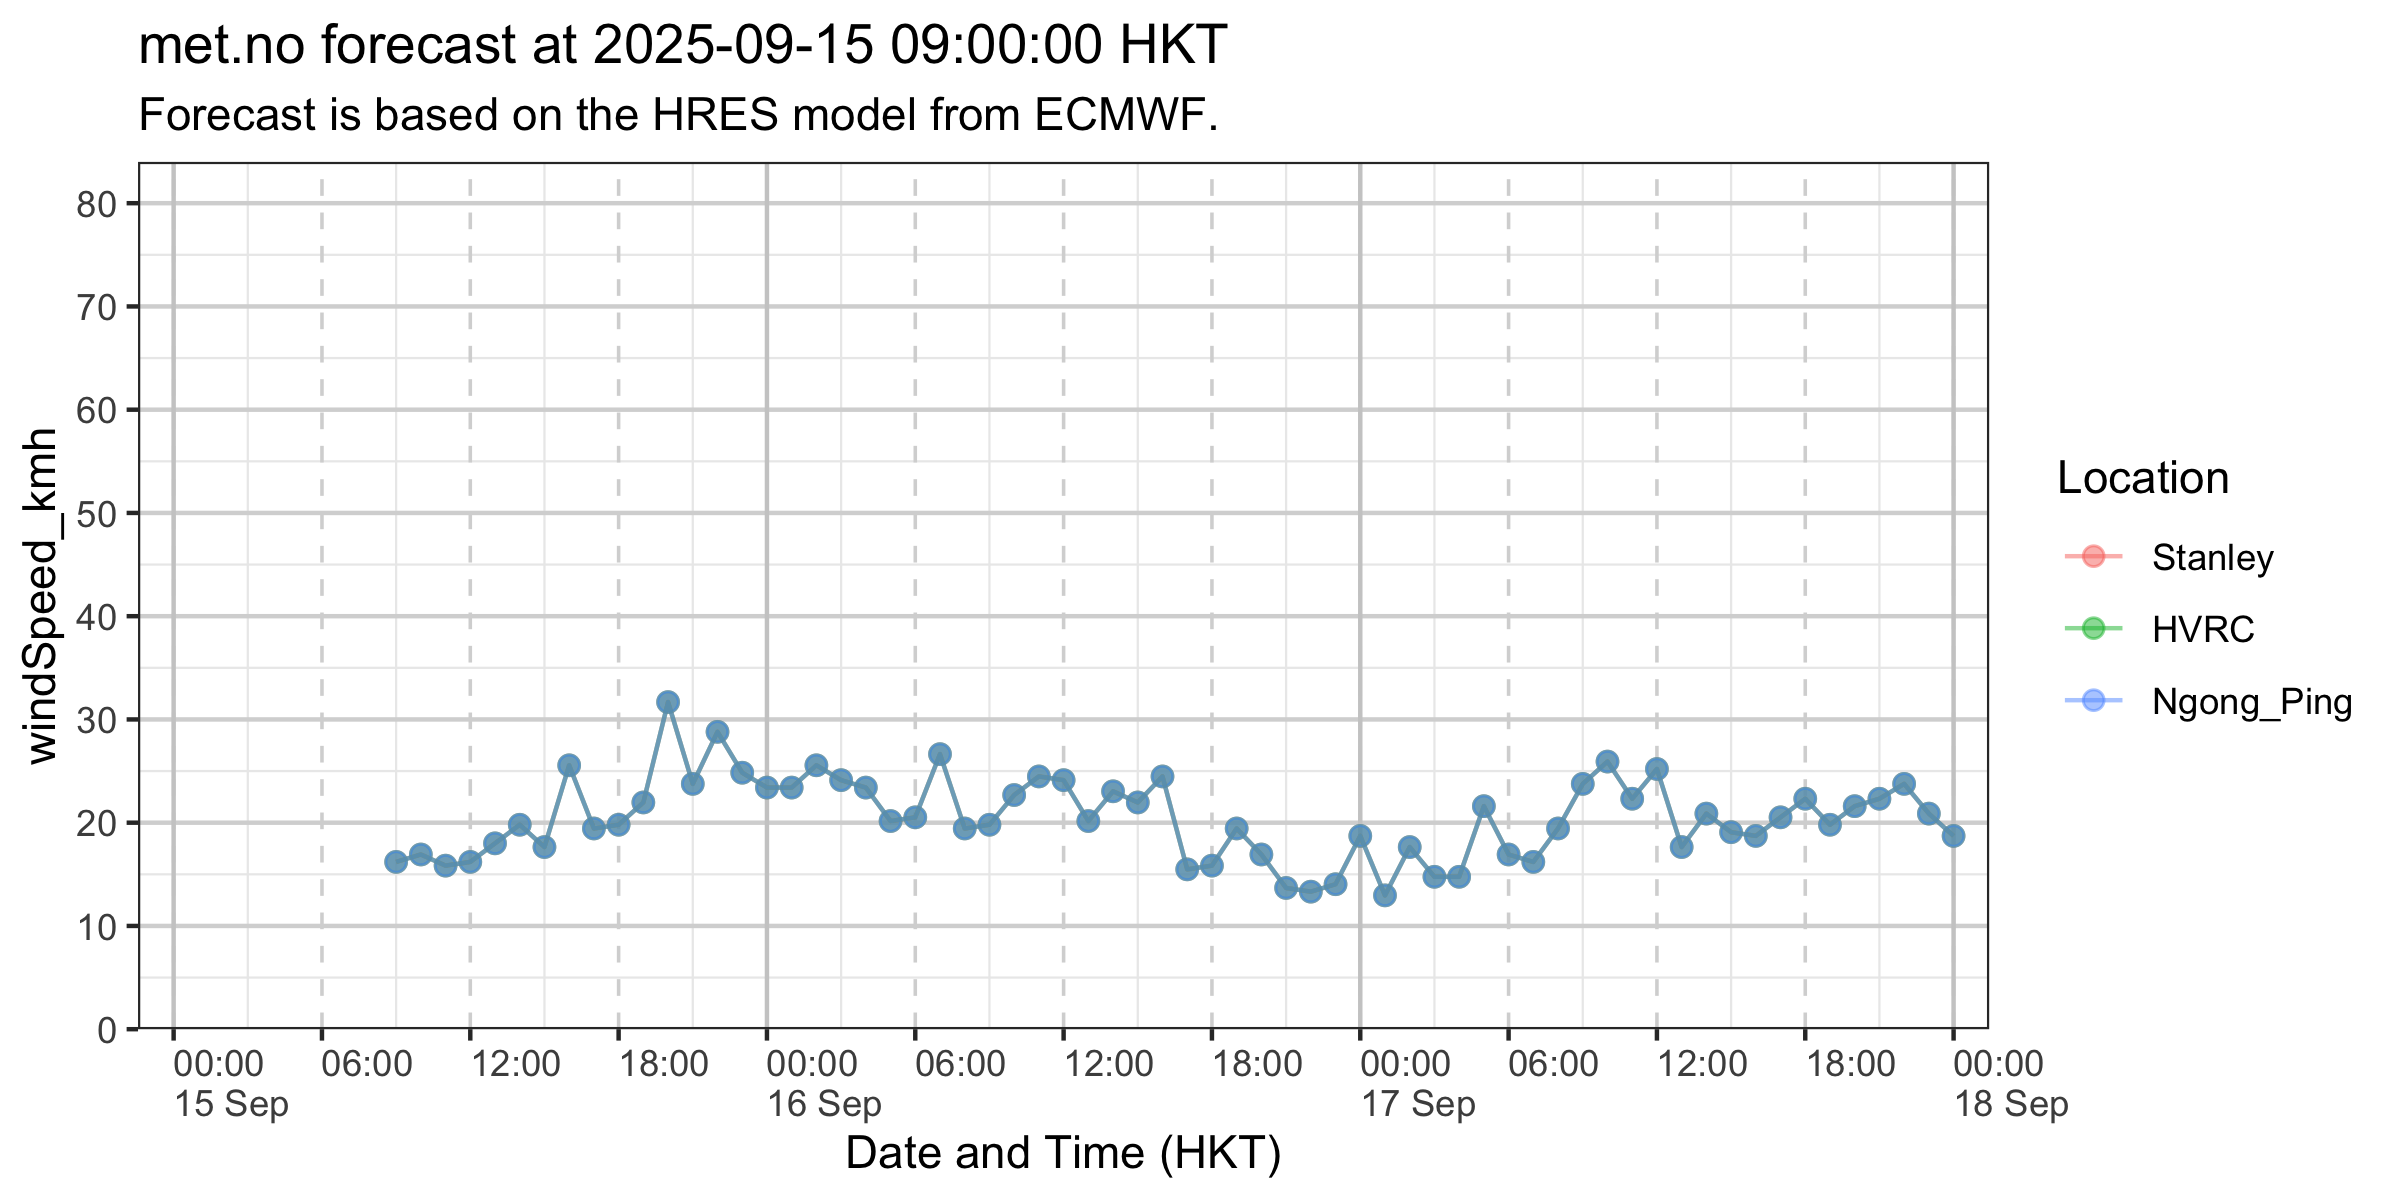 met.no forecast at 2025-09-15 09:00:00 HKT
Forecast is based on the HRES model from ECMWF.
windSpeed_kmh
80
70
60
50
40
30
20
10
0
00:00 06:00 12:00 18:00 00:00 06:00 12:00 18:00 00:00 06:00 12:00 18:00 00:00
15 Sep 16 Sep 17 Sep 18 Sep
Date and Time (HKT)
Location
Stanley
HVRC
Ngong_Ping